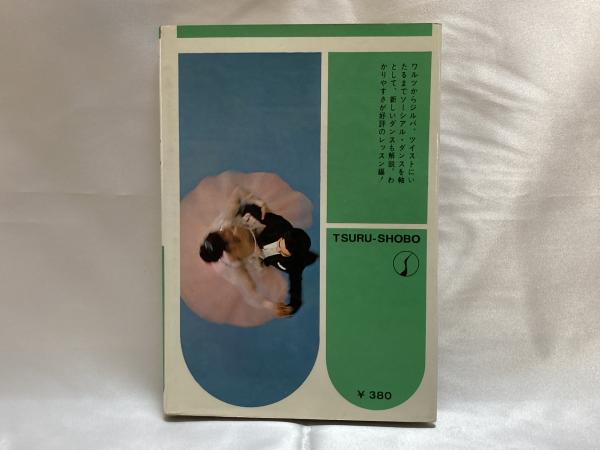 ワルツからジルバ、ツイストにい
たるまでソーシアル・ダンスを軸
として、新しいダンスも解説。わ
かりやすさが好評のレッスン編！
TSURU-SHOBO
¥ 380